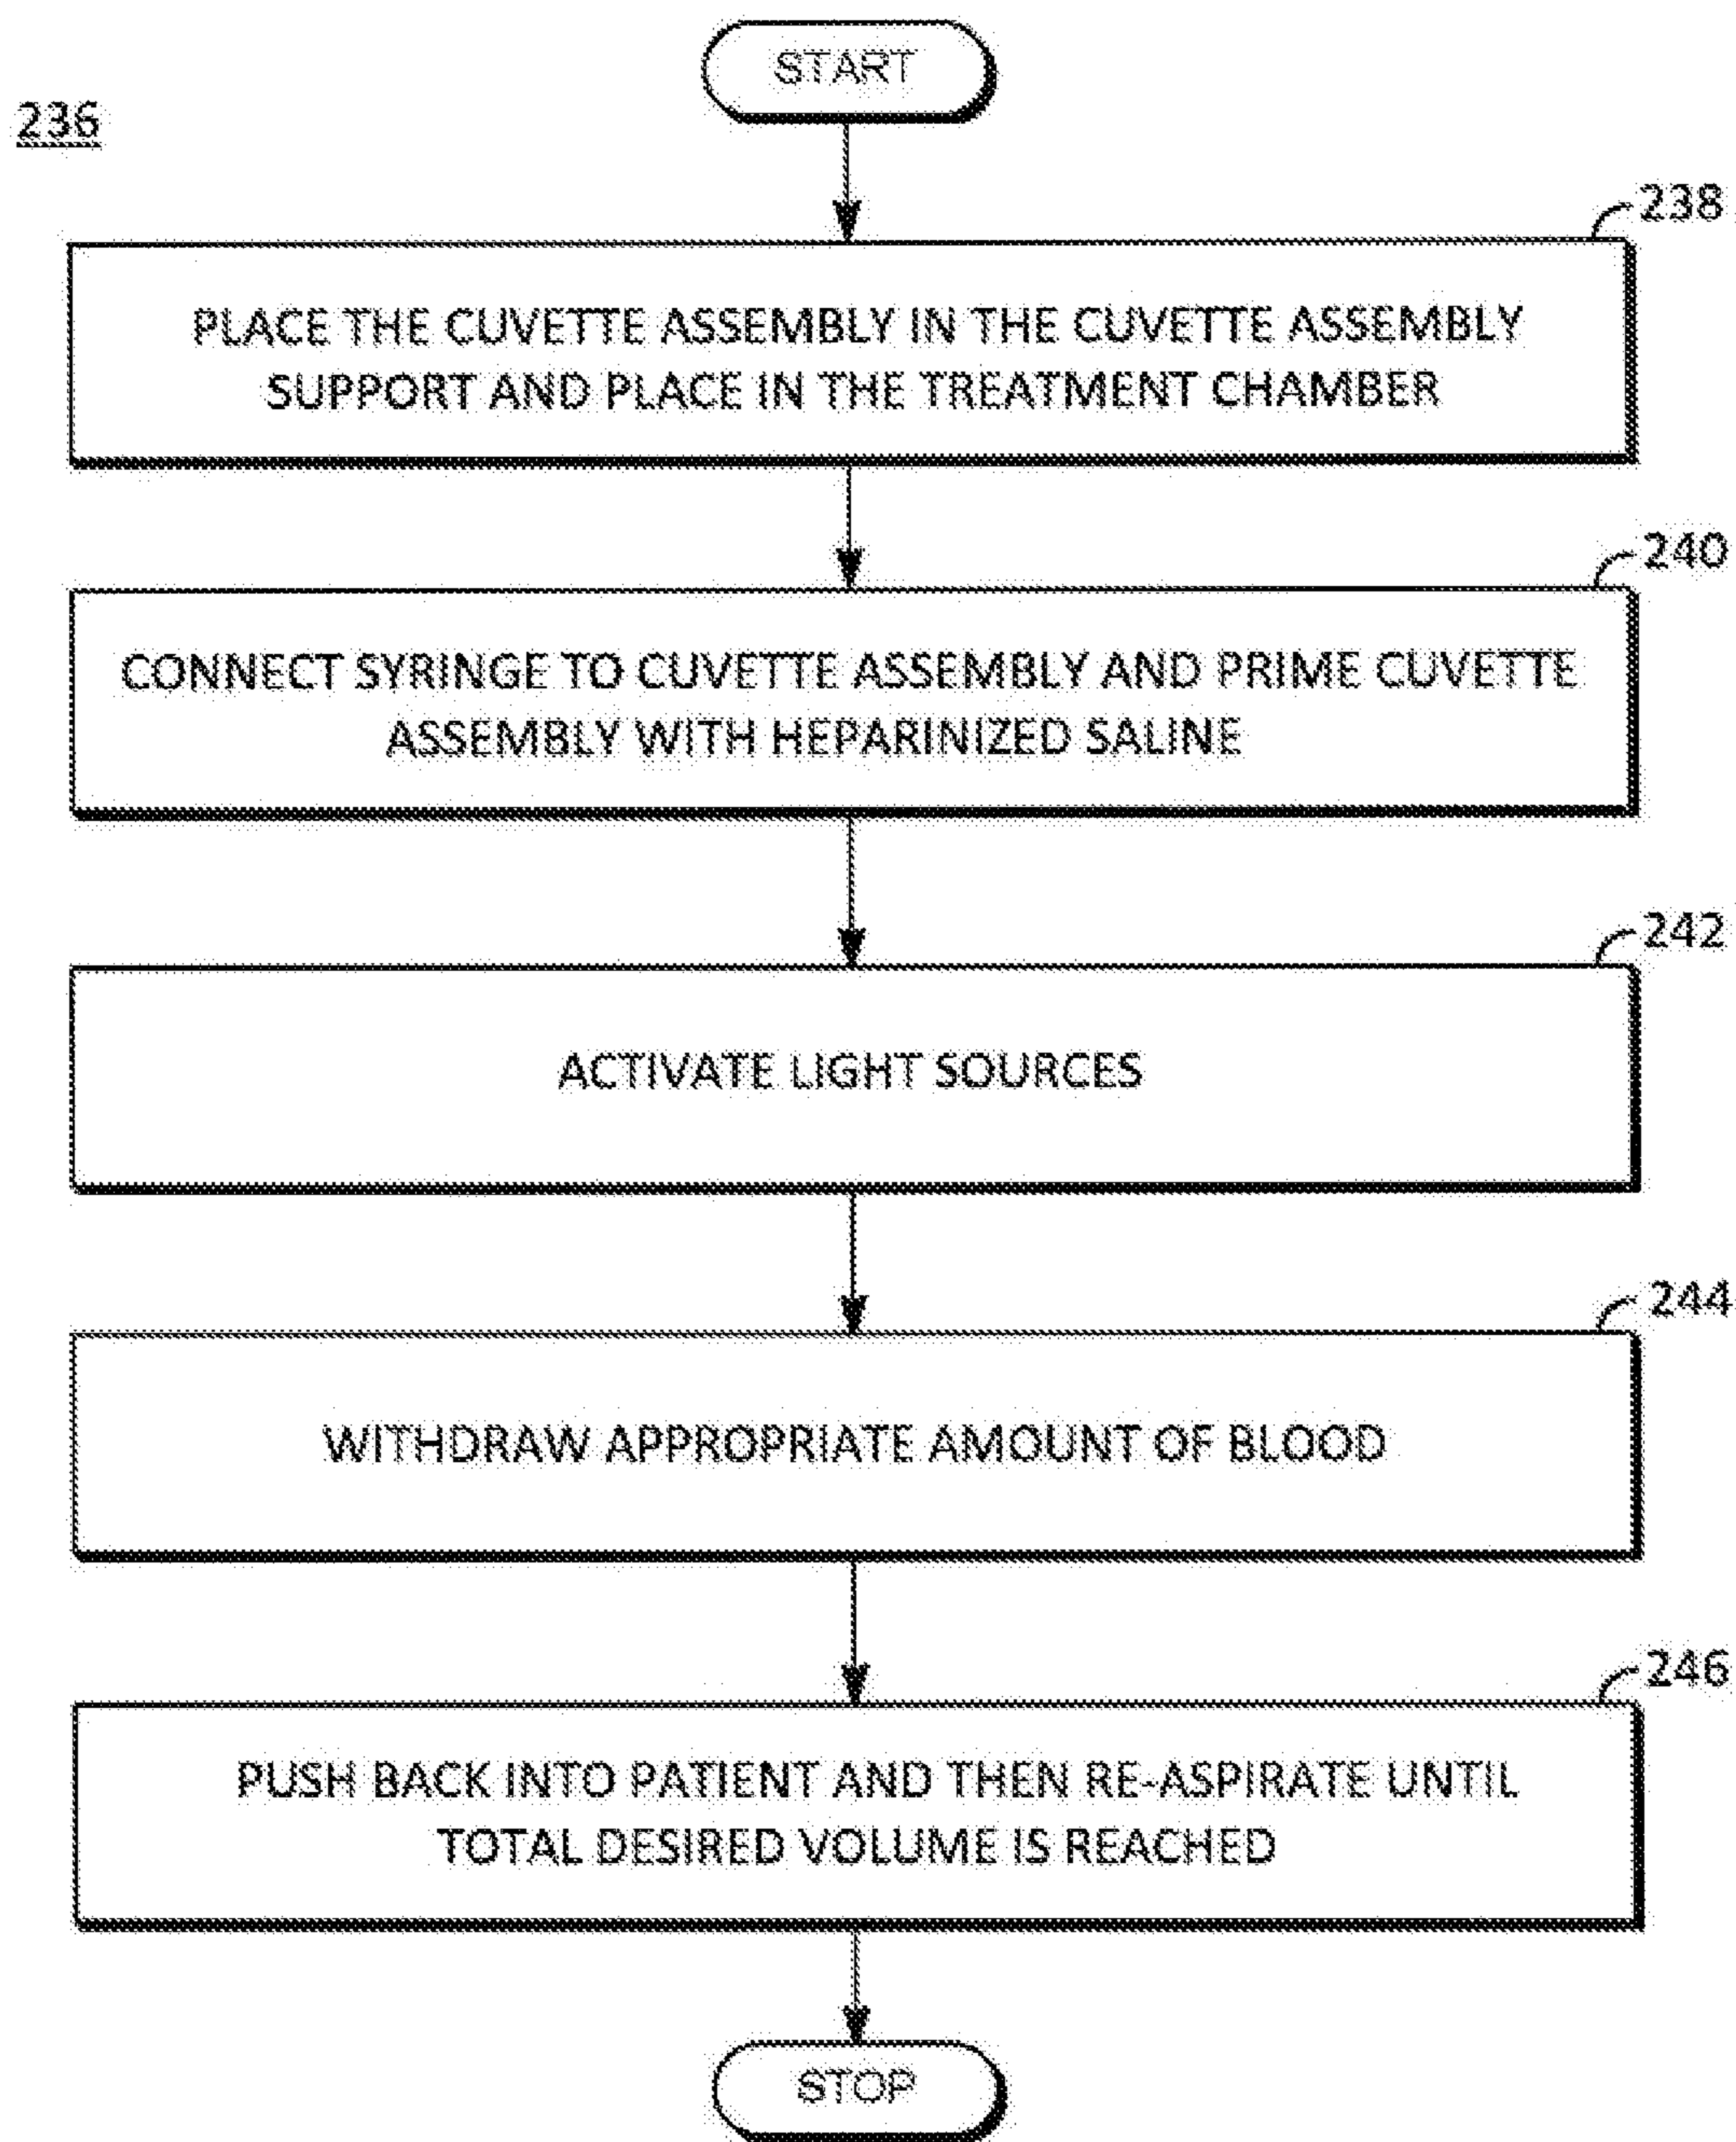 START
236
238
PLACE THE CUVETTE ASSEMBLY IN THE CUVETTE ASSEMBLY
SUPPORT AND PLACE IN THE TREATMENT CHAMBER
240
CONNECT SYRINGE TO CUVETTE ASSEMBLY AND PRIME CUVETTE
ASSEMBLY WITH HEPARINIZED SALINE
242
ACTIVATE LIGHT SOURCES
244
WITHDRAW APPROPRIATE AMOUNT OF BLOOD
246
PUSH BACK INTO PATIENT AND THEN RE-ASPIRATE UNTIL
TOTAL DESIRED VOLUME IS REACHED
STOP